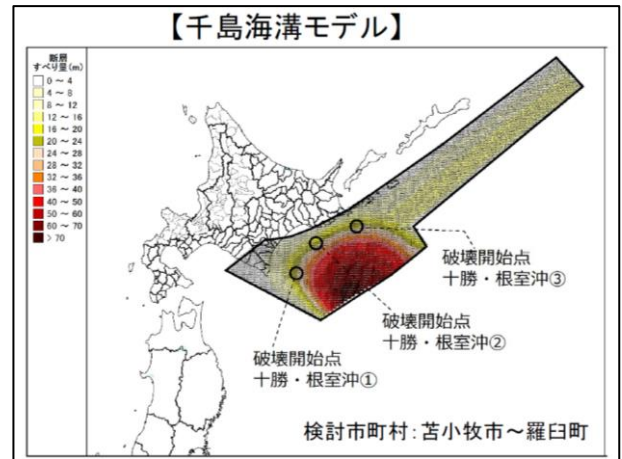 【千島海溝モデル】
断層
すべり量(m)
0 ～ 4
4 ～ 8
8 ～ 12
12 ～ 16
16 ～ 20
20 ～ 24
24 ～ 28
28 ～ 32
32 ～ 36
36 ～ 40
40 ～ 50
50 ～ 60
60 ～ 70
> 70
破壊開始点
十勝・根室沖③
破壊開始点
十勝・根室沖②
破壊開始点
十勝・根室沖①
検討市町村：苫小牧市～羅臼町